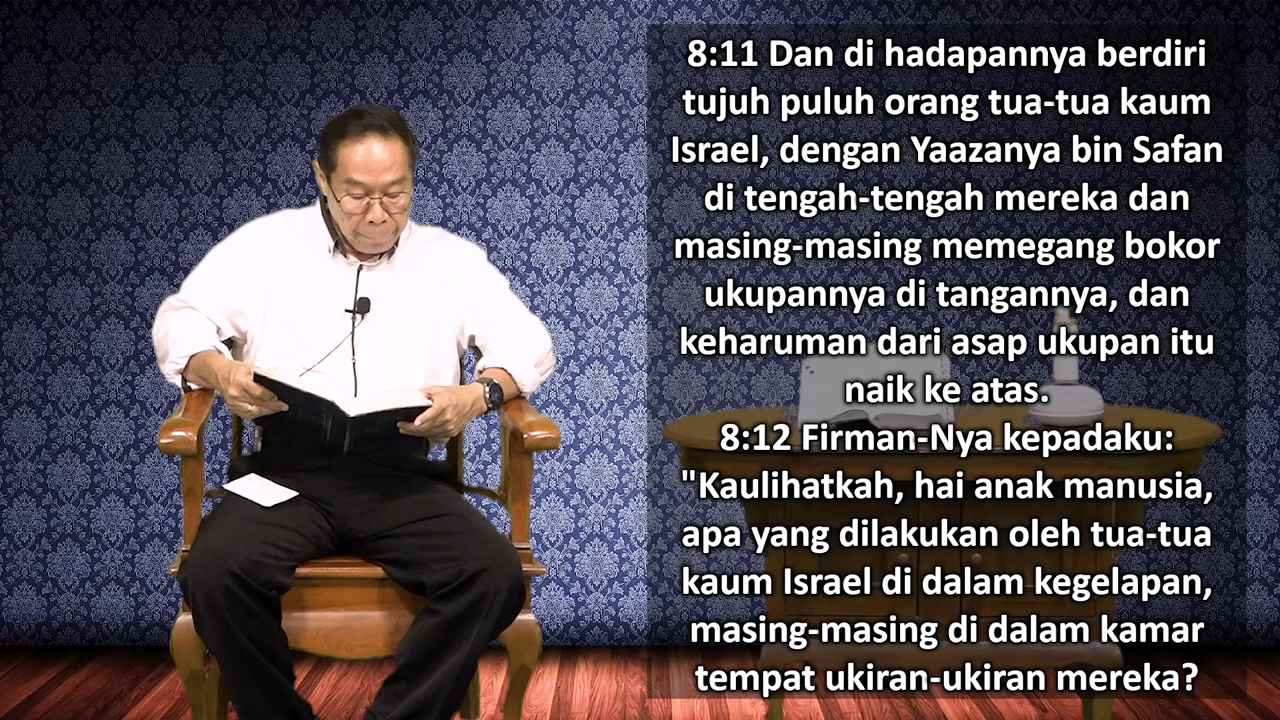 8:11 Dan di hadapannya berdiri
tujuh puluh orang tua-tua kaum
Israel, dengan Yaazanya bin Safan
di tengah-tengah mereka dan
masing-masing memegang bokor
ukupannya di tangannya, dan
keharuman dari asap ukupan itu
naik ke atas.
8:12 Firman-Nya kepadaku:
"Kaulihatkah, hai anak manusia,
apa yang dilakukan oleh tua-tua
kaum Israel di dalam kegelapan,
masing-masing di dalam kamar
tempat ukiran-ukiran mereka?